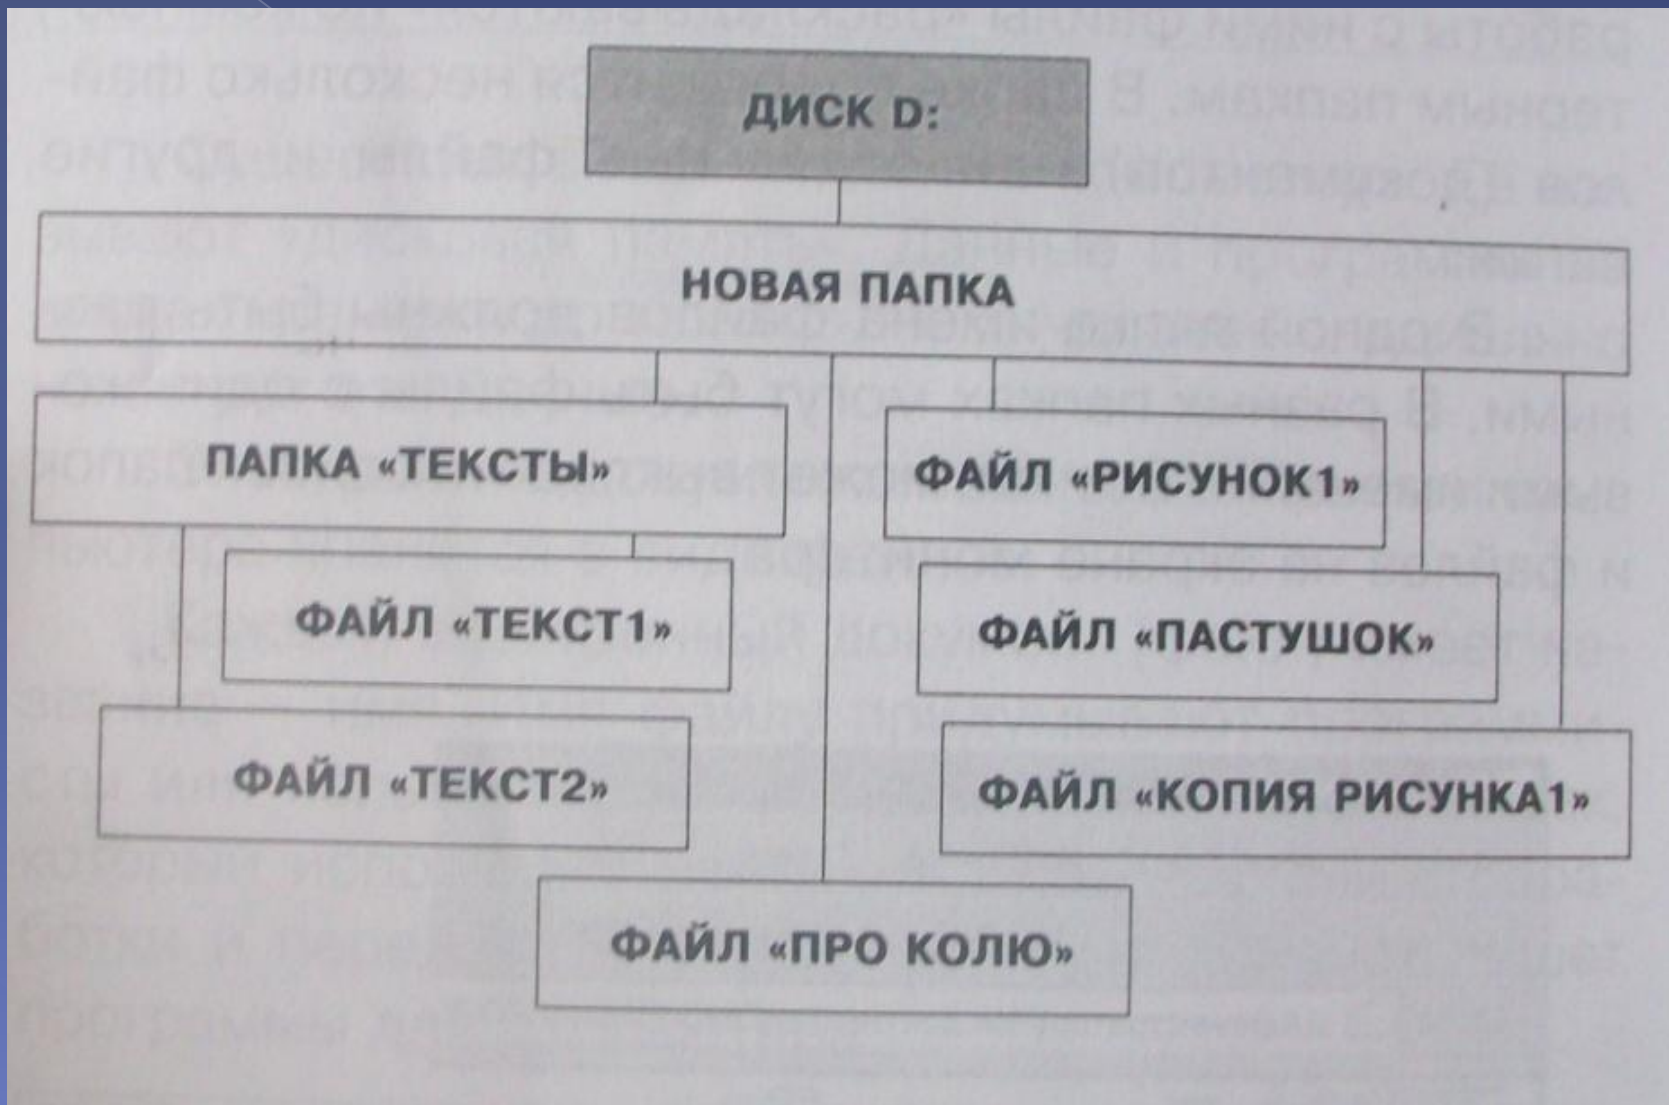 ДИСК D:
НОВАЯ ПАПКА
ПАПКА «ТЕКСТЫ»
ФАЙЛ «ТЕКСТ1»
ФАЙЛ «ТЕКСТ2»
ФАЙЛ «РИСУНОК1»
ФАЙЛ «ПАСТУШОК»
ФАЙЛ «КОПИЯ РИСУНКА1»
ФАЙЛ «ПРО КОЛЮ»